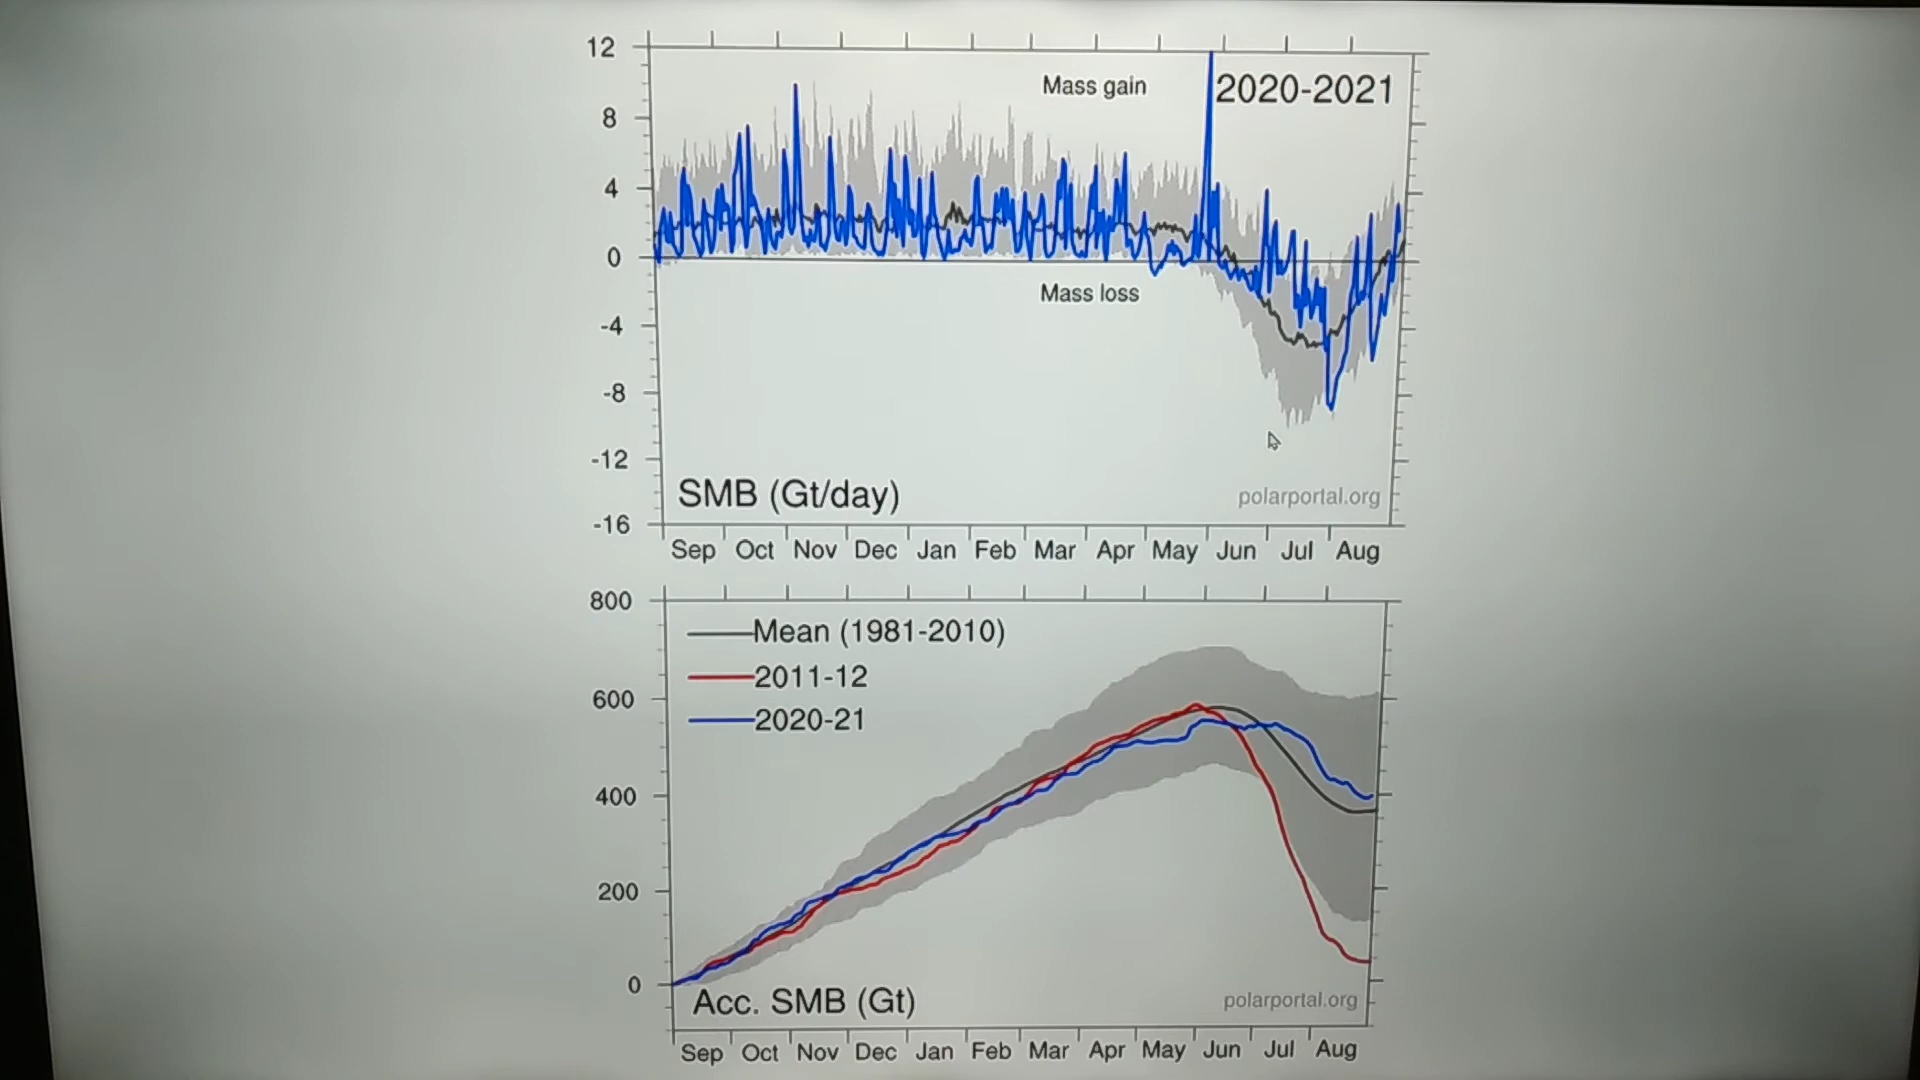 12
Mass gain
2020-2021
8
4
0
Mass loss
-4
-8
-12
SMB (Gt/day)
polarportal.org
-16
Sep Oct Nov Dec Jan Feb Mar Apr May Jun Jul Aug
800
Mean (1981-2010)
600
2011-12
2020-21
400
200
0
Acc. SMB (Gt)
polarportal.org
Sep Oct Nov Dec Jan Feb Mar Apr May Jun Jul Aug